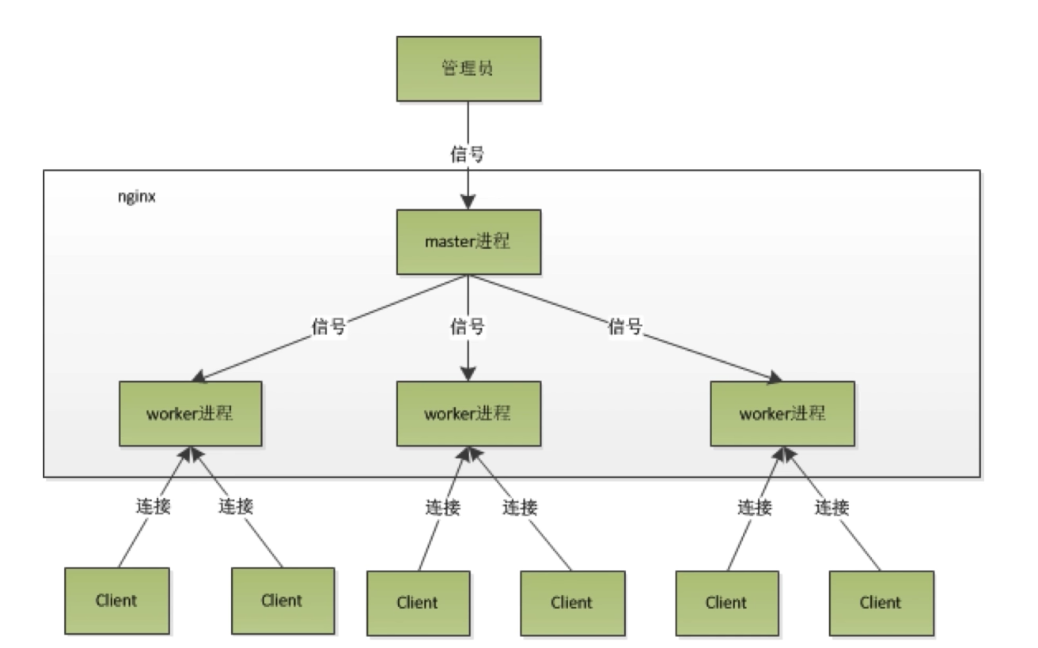 管理员
信号
nginx
master进程
信号 信号 信号
worker进程 worker进程 worker进程
连接 连接 连接 连接 连接 连接
Client Client Client Client Client Client